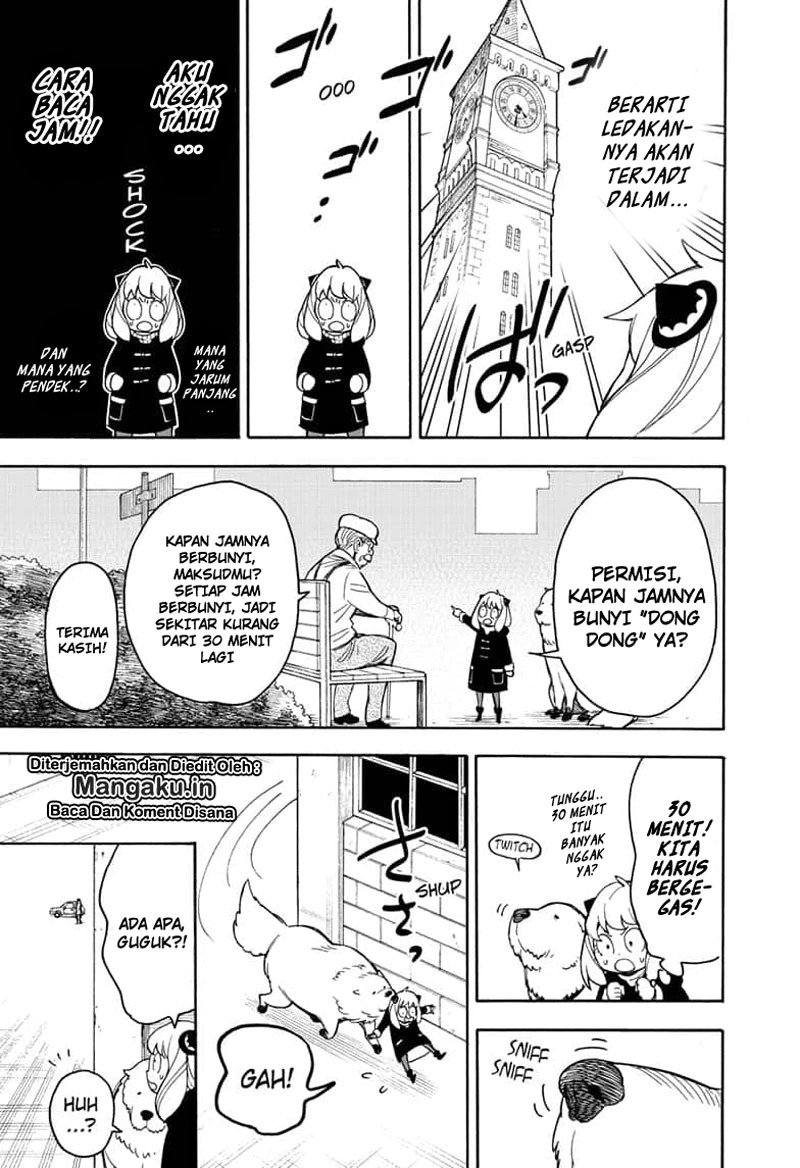 BERARTI
LEDAKAN-
NYA AKAN
TERJADI
DALAM...
ゴゴ
GASP
ばっ
ooo
AKU
NGGAK
TAHU
ooo
CARA
BACA
JAM!!
SHOCK
MANA
YANG
JARUM
PANJANG
..
DAN
MANA YANG
PENDEK..?
PERMISI,
KAPAN JAMNYA
BUNYI "DONG
DONG" YA?
KAPAN JAMNYA
BERBUNYI,
MAKSUDMU?
SETIAP JAM
BERBUNYI, JADI
SEKITAR KURANG
DARI 30 MENIT
LAGI
TERIMA
KASIH!
30
MENIT!
KITA
HARUS
BERGE-
GAS!
TUNGGU..
30 MENIT
ITU
BANYAK
NGGAK
YA?
TWITCH
SNIFF
SNIFF
ささっ
SHUP
GAH!
Diterjemahkan dan Diedit Oleh :
Mangaku.in
Baca Dan Koment Disana
ADA APA,
GUGUK?!
HUH
...?